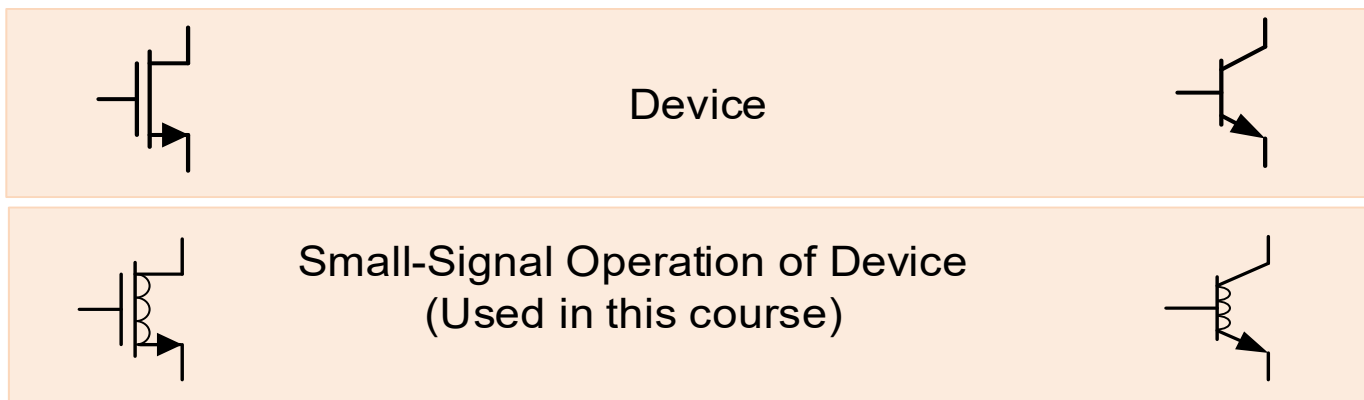 Device
Small-Signal Operation of Device
(Used in this course)